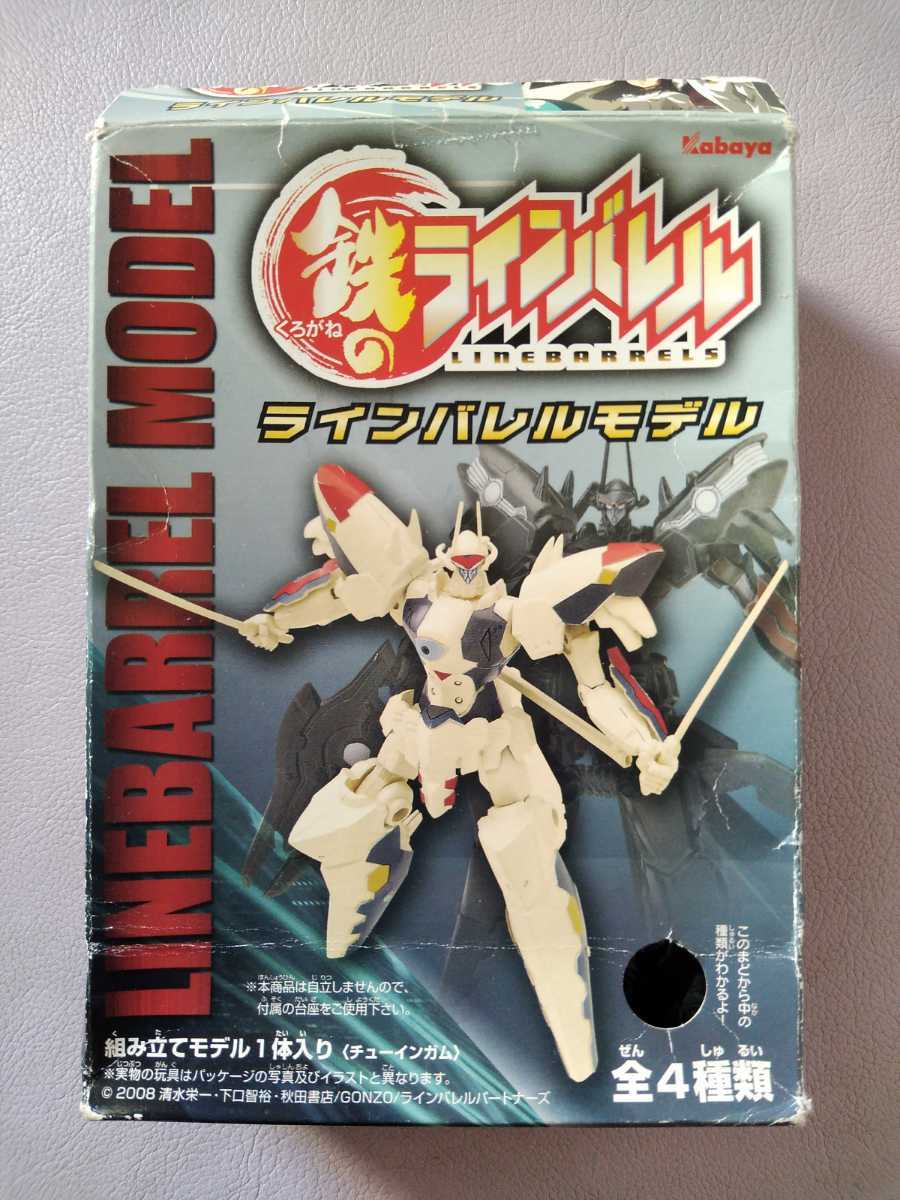 ラインバレルモデル
Kabaya
LINEBARREL MODEL
鉄の
くろがね
ラインバレル
LINEBARRELS
ラインバレルモデル
このまどから中の
種類がわかるよ!
※本商品は自立しませんので、
付属の台座をご使用下さい。
組み立てモデル1体入り〈チューインガム〉
※実物の玩具はパッケージの写真及びイラストと異なります。
© 2008 清水栄一・下口智裕・秋田書店/GONZO/ラインバレルパートナーズ
ぜん しゅ るい
全4種類